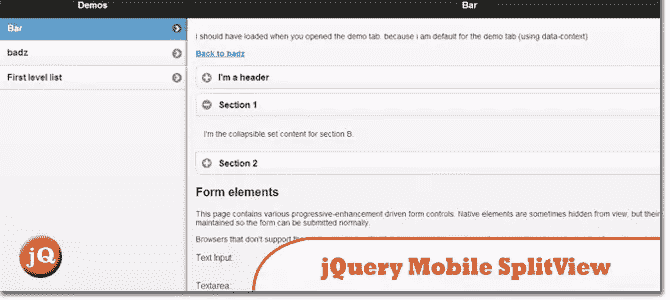 Demos
Bar
Bar
badz
First level list
I should have loaded when you opened the demo tab. because i am default for the demo tab (using data-context)
Back to badz
I'm a header
Section 1
I'm the collapsible set content for section B.
Section 2
Form elements
This page contains various progressive-enhancement driven form controls. Native elements are sometimes hidden from view, but their
maintained so the form can be submitted normally.
Browsers that don't support the
Text Input:
Textarea:
jQ
jQuery Mobile SplitView